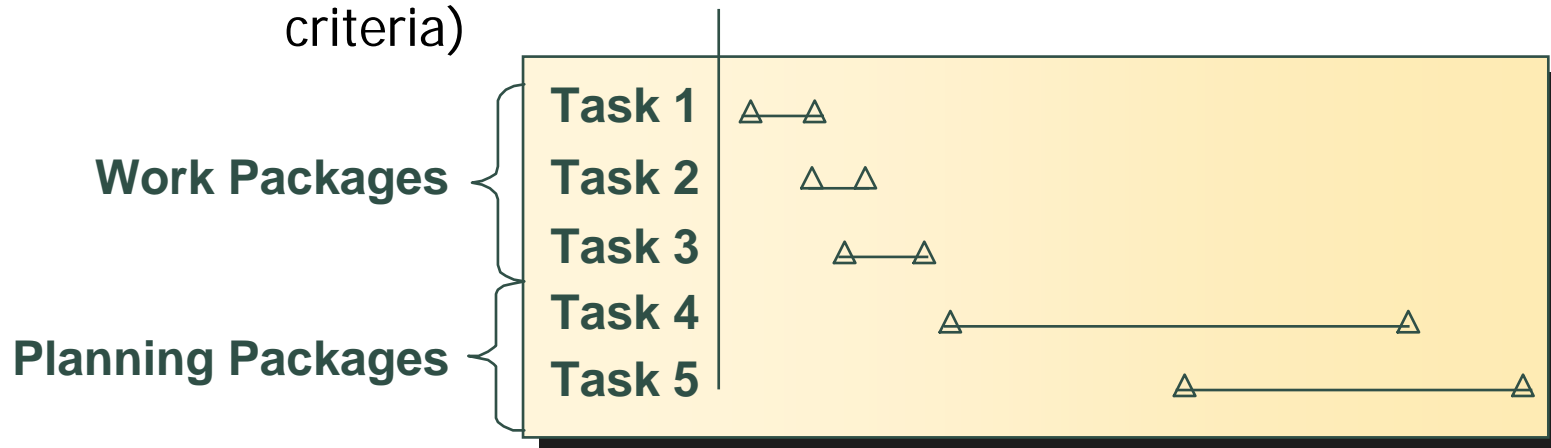 criteria)
Task 1
Work Packages
Task 2
Task 3
Task 4
Planning Packages
Task 5